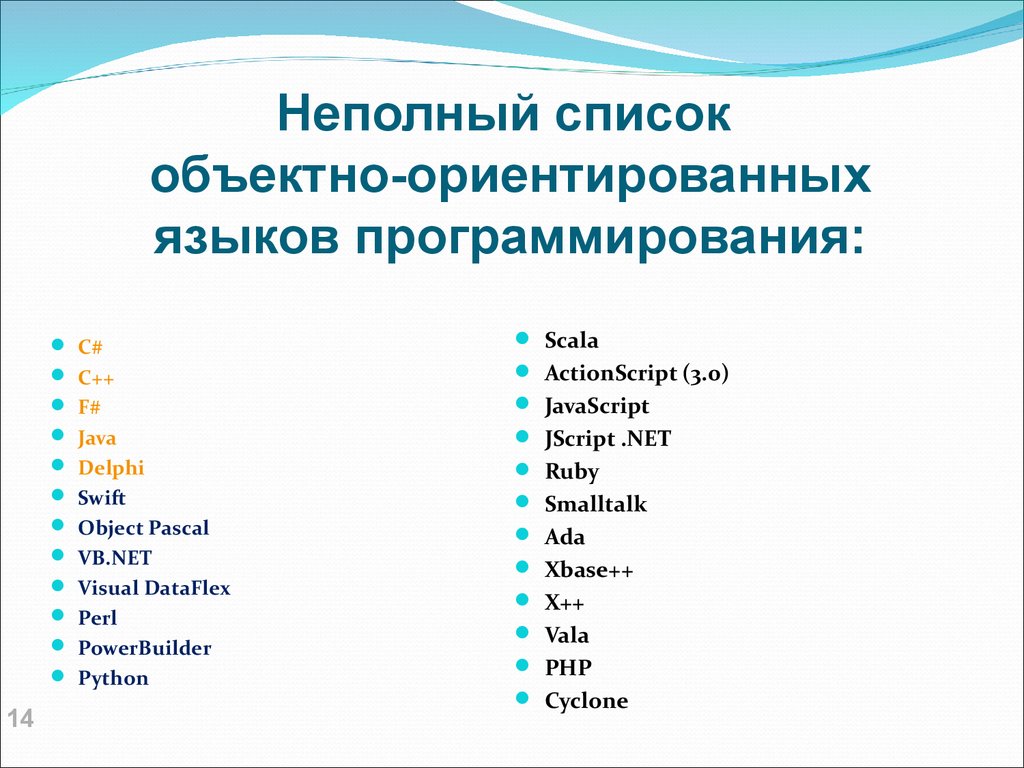 Неполный список
объектно-ориентированных
языков программирования:
C#
C++
F#
Java
Delphi
Swift
Object Pascal
VB.NET
Visual DataFlex
Perl
PowerBuilder
Python
Scala
ActionScript (3.0)
JavaScript
JScript .NET
Ruby
Smalltalk
Ada
Xbase++
X++
Vala
PHP
Cyclone
14